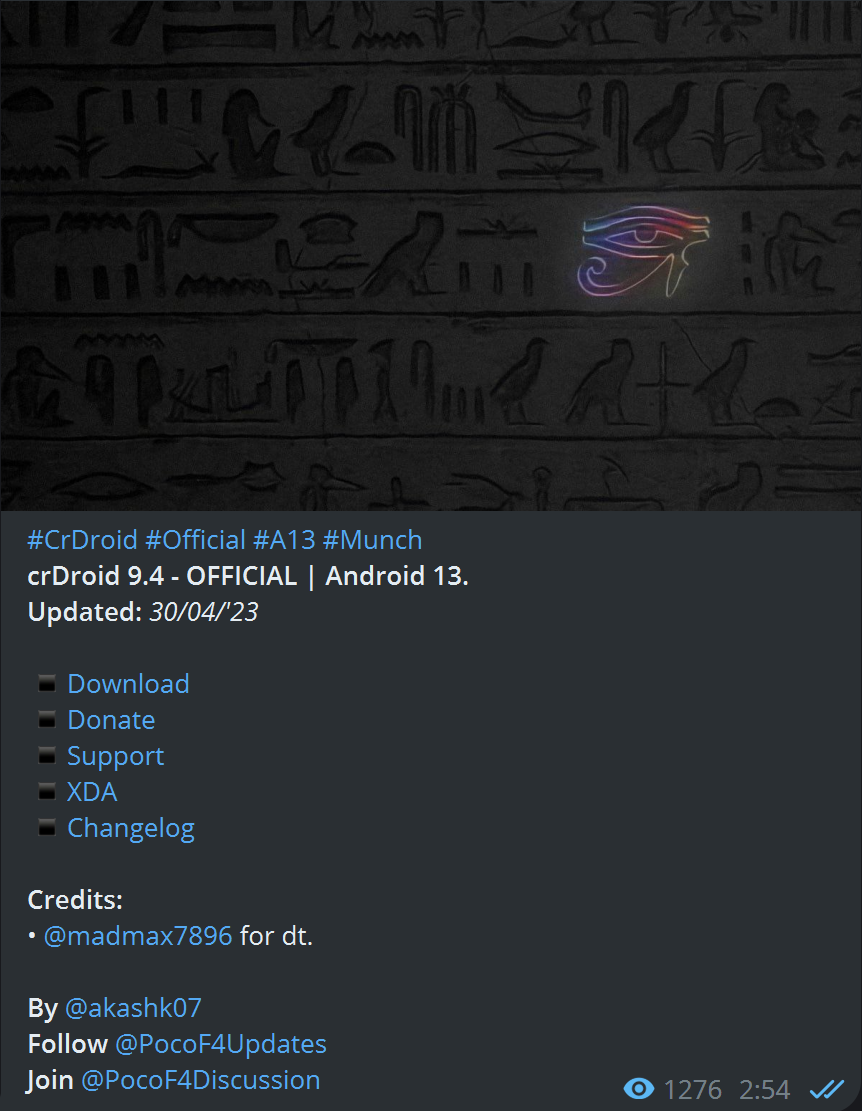 #CrDroid #Official #A13 #Munch
crDroid 9.4 - OFFICIAL | Android 13.
Updated: 30/04/'23
▪ Download
▪ Donate
▪ Support
▪ XDA
▪ Changelog
Credits:
• @madmax7896 for dt.
By @akashk07
Follow @PocoF4Updates
Join @PocoF4Discussion
1276 2:54